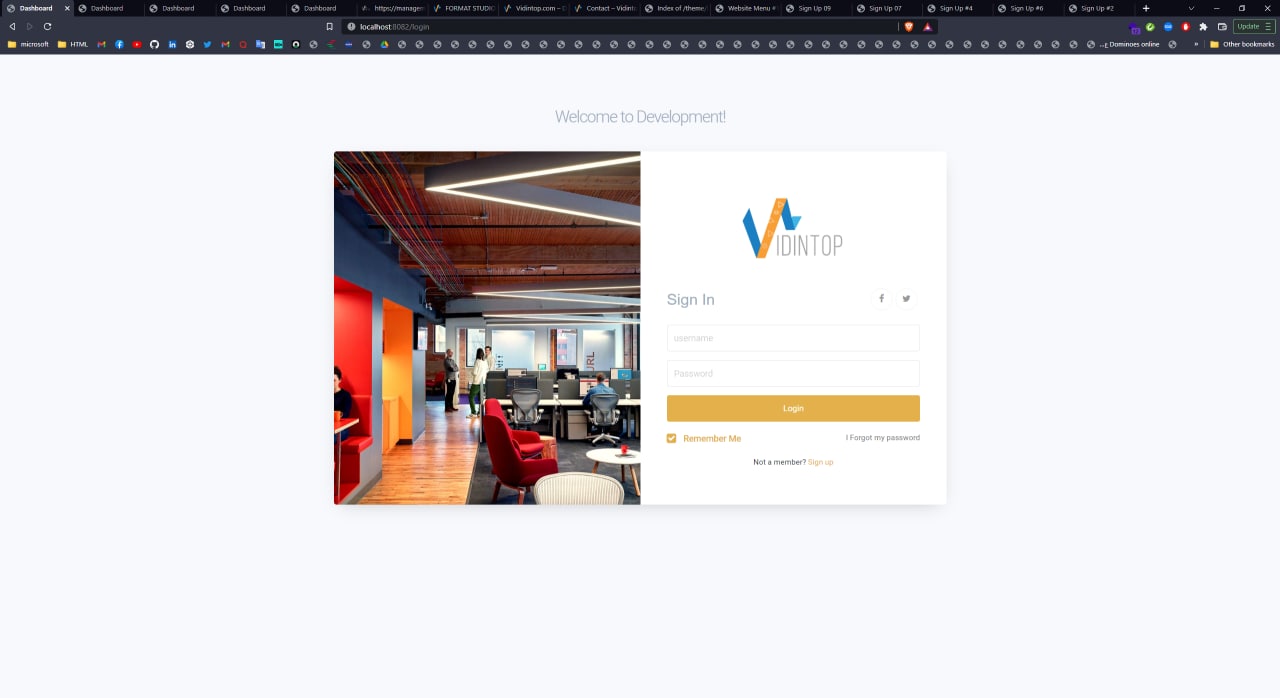 Dashboard
Dashboard
Dashboard
Dashboard
Dashboard
https://manager
FORMAT STUDIO
Vidintop.com –
Contact – Vidint
Index of /theme/
Website Menu #
Sign Up 09
Sign Up 07
Sign Up #4
Sign Up #6
Sign Up #2
localhost:8082/login
Update
microsoft
HTML
Dominoes online
»
Other bookmarks
Welcome to Development!
VIDINTOP
Sign In
username
Password
Login
Remember Me
I Forgot my password
Not a member? Sign up